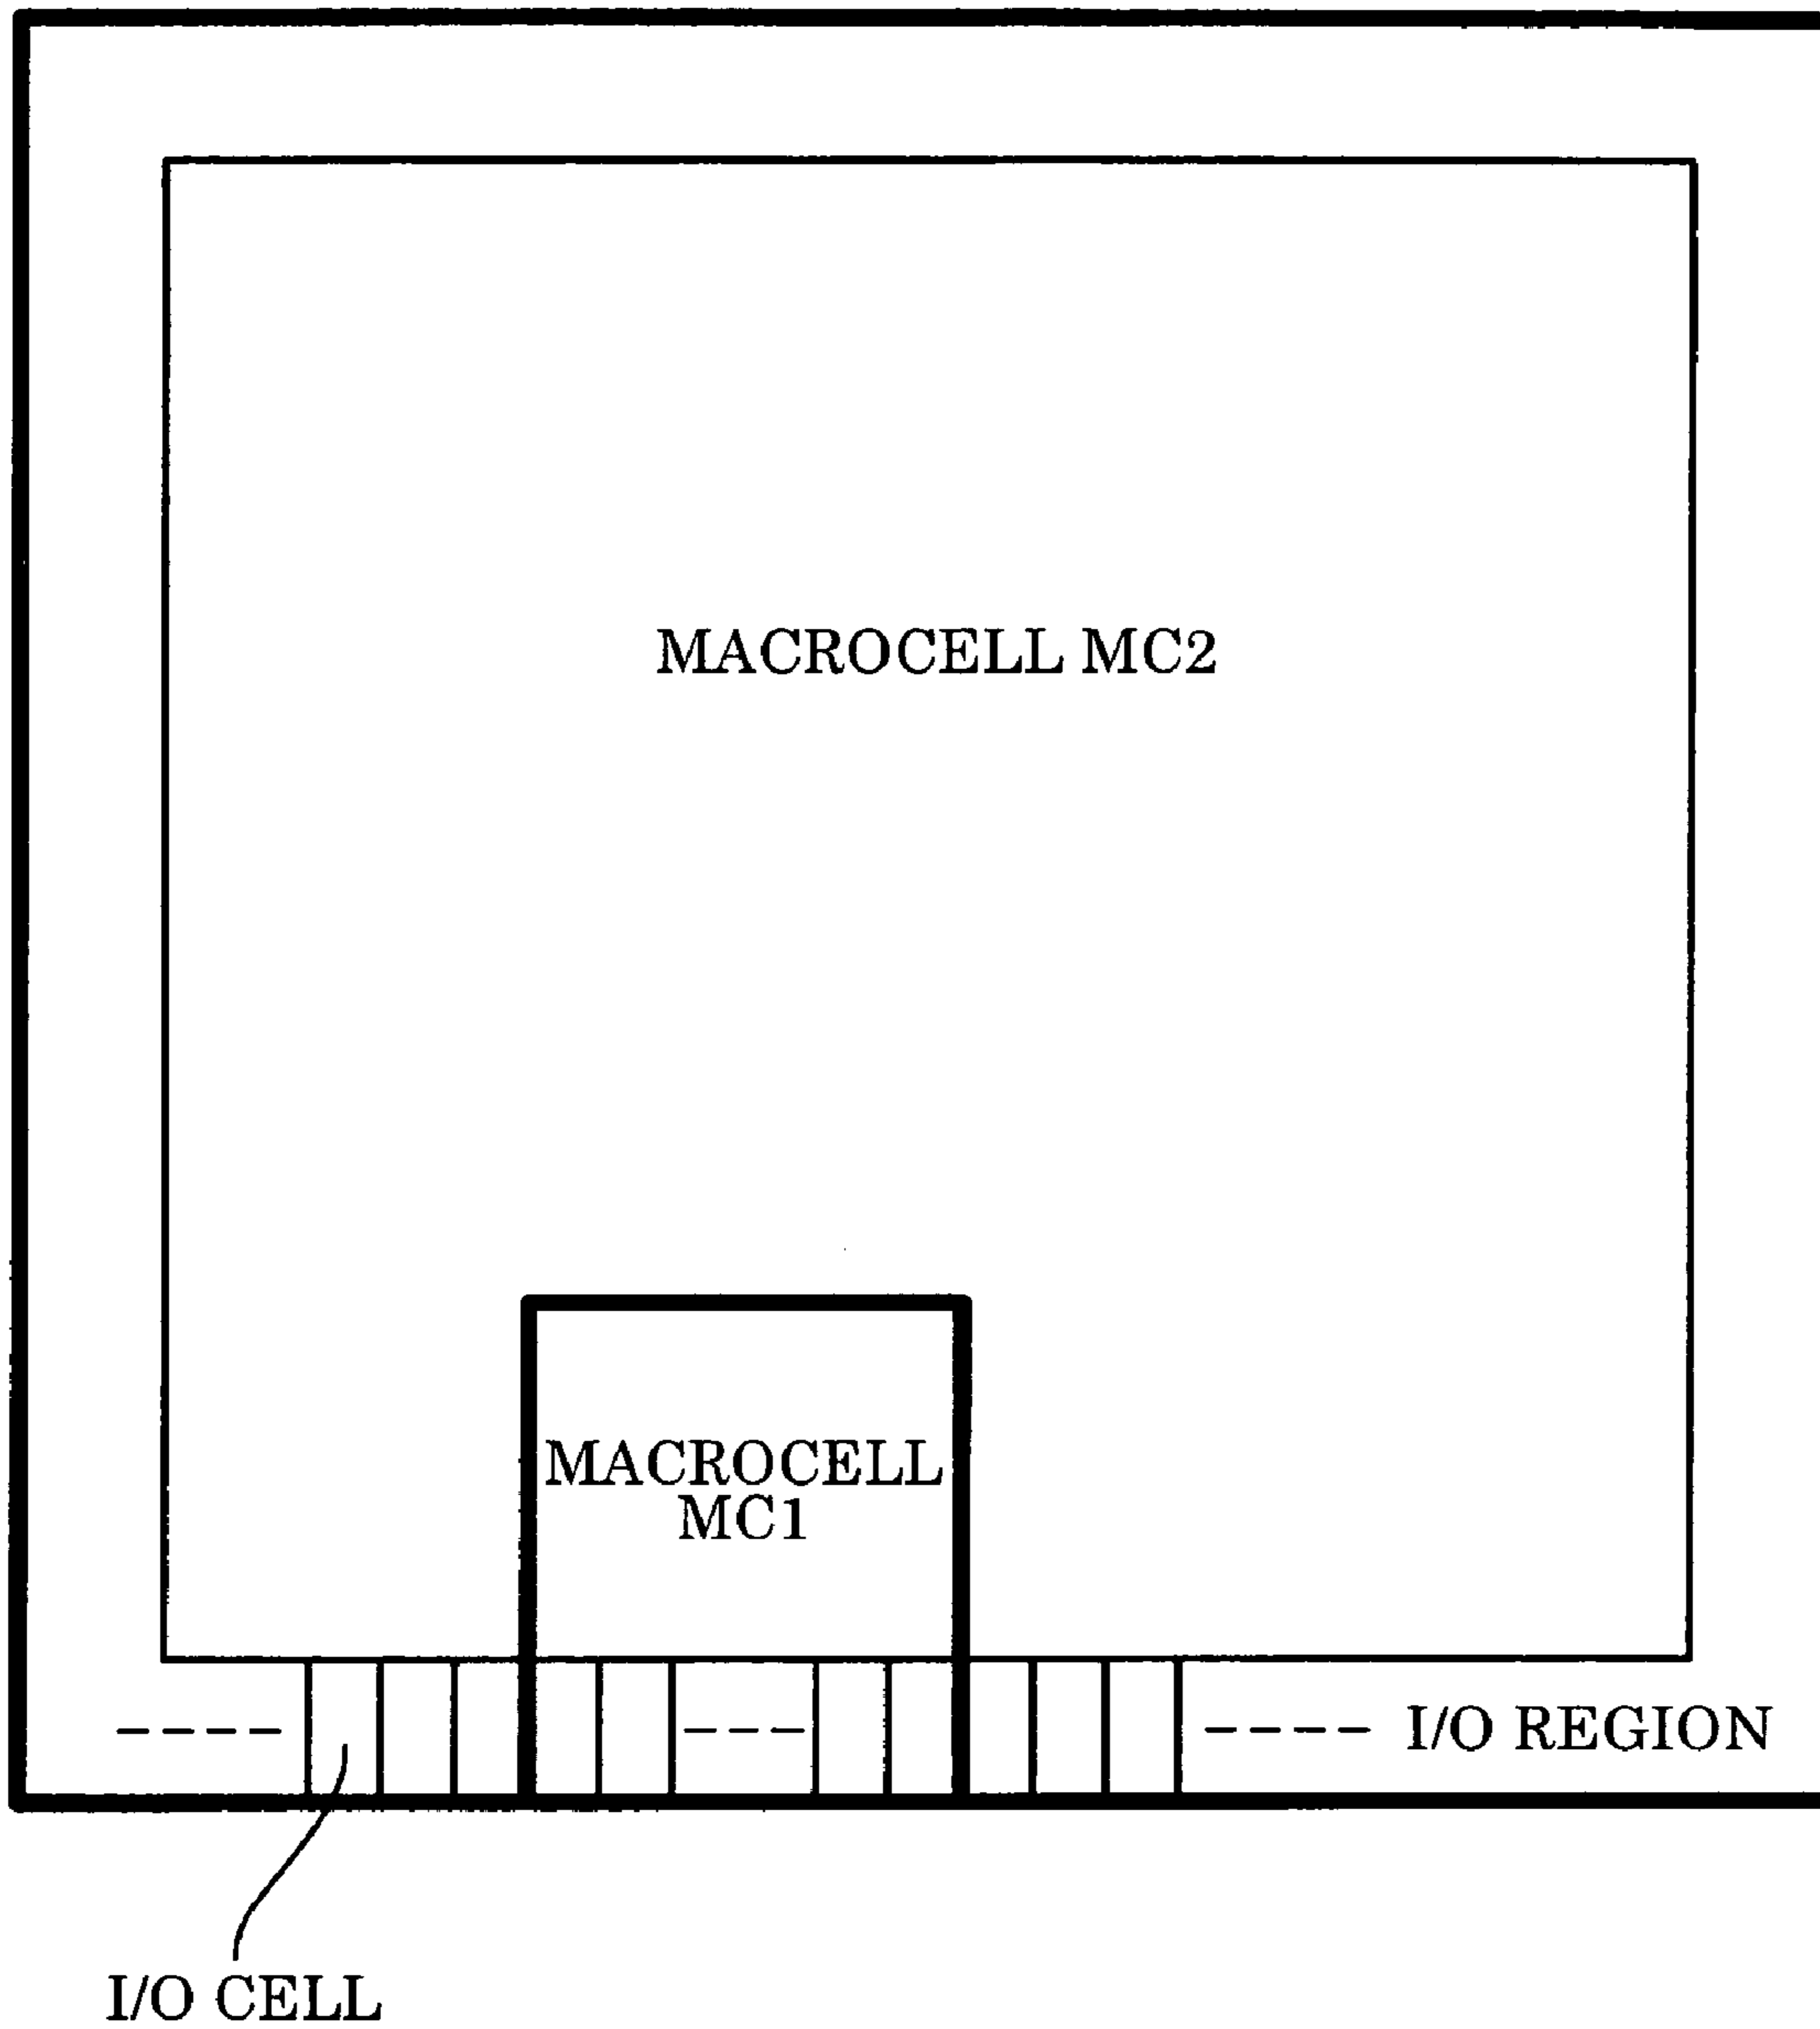 MACROCELL MC2
MACROCELL
MC1
I/O REGION
I/O CELL